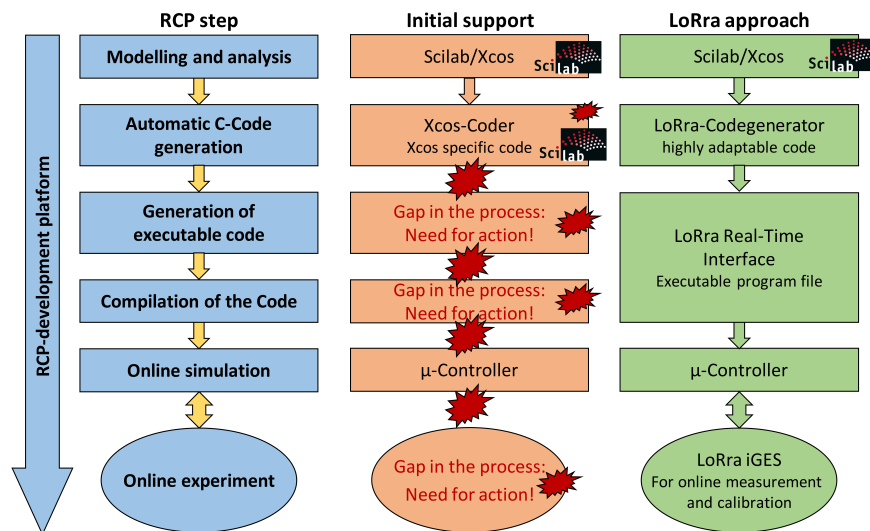 RCP step
Initial support
LoRra approach
RCP-development platform
Modelling and analysis
Scilab/Xcos
Scilab
Scilab/Xcos
Scilab
Automatic C-Code
generation
Xcos-Coder
Xcos specific code
Scilab
LoRra-Codegenerator
highly adaptable code
Generation of
executable code
Gap in the process:
Need for action!
LoRra Real-Time
Interface
Executable program file
Compilation of the Code
Gap in the process:
Need for action!
Online simulation
µ-Controller
µ-Controller
Online experiment
Gap in the process:
Need for action!
LoRra iGES
For online measurement
and calibration